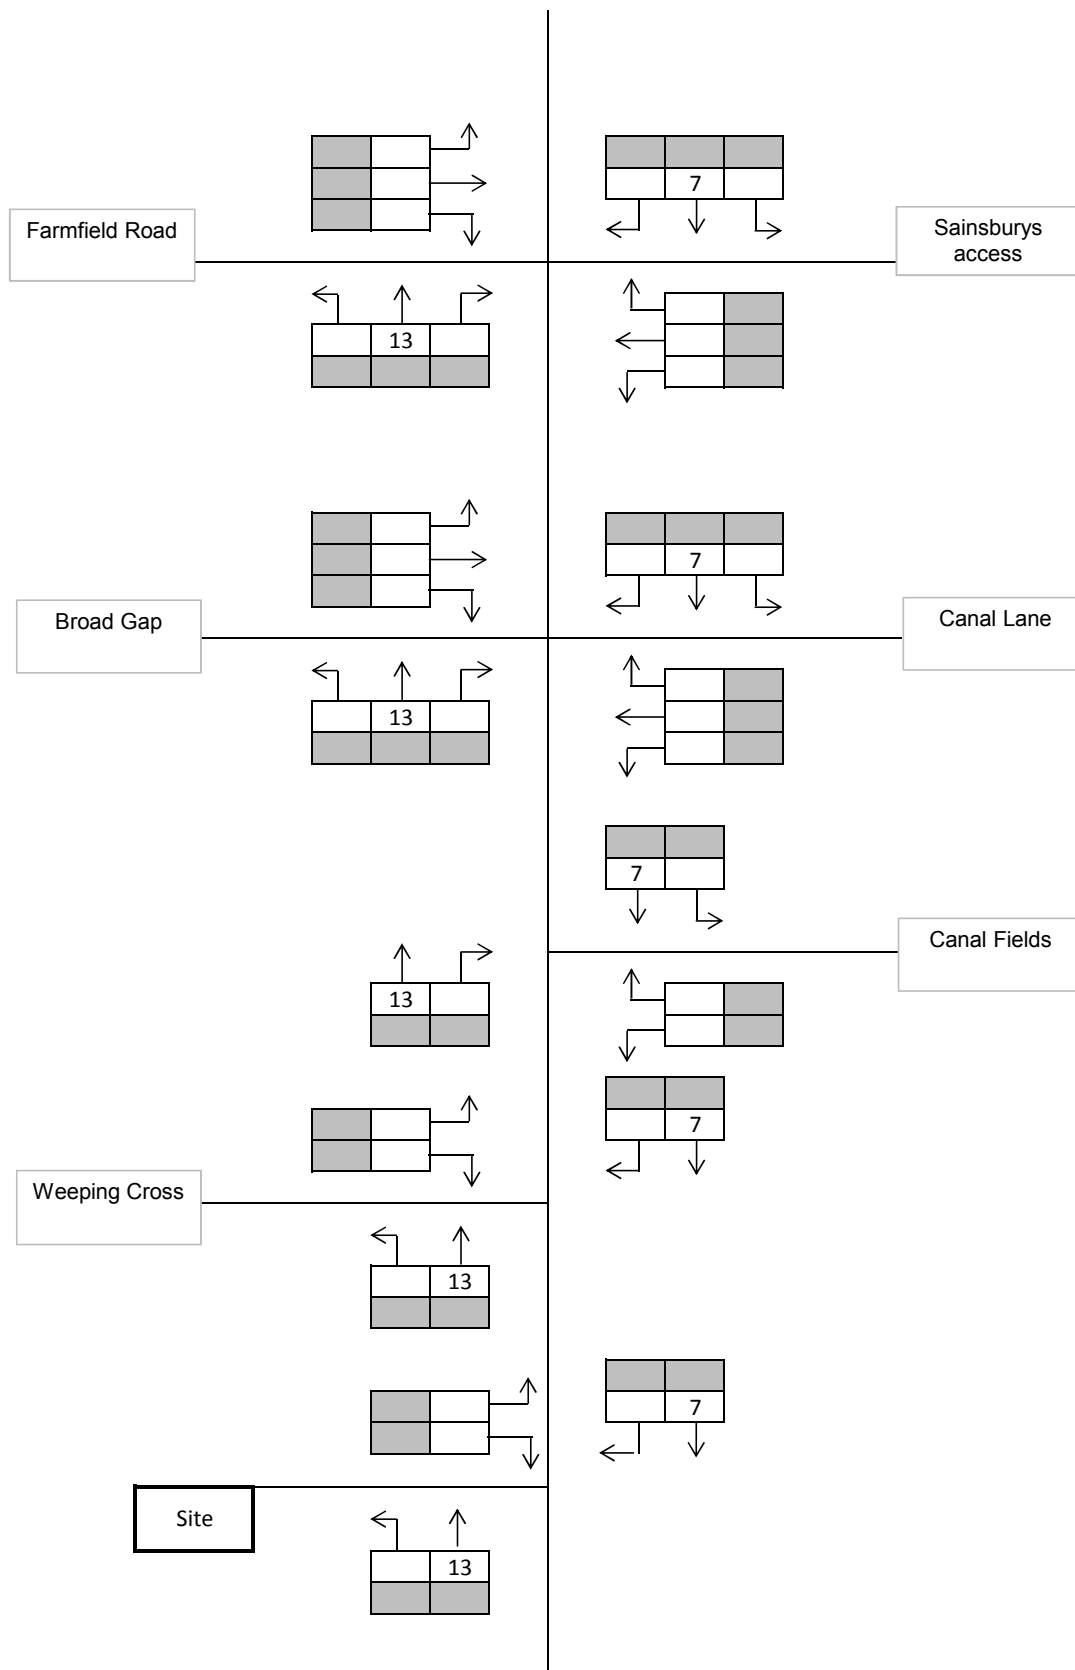 7
Farmfield Road
Sainsburys
access
13
7
Broad Gap
Canal Lane
13
7
Canal Fields
13
7
Weeping Cross
13
7
Site
13